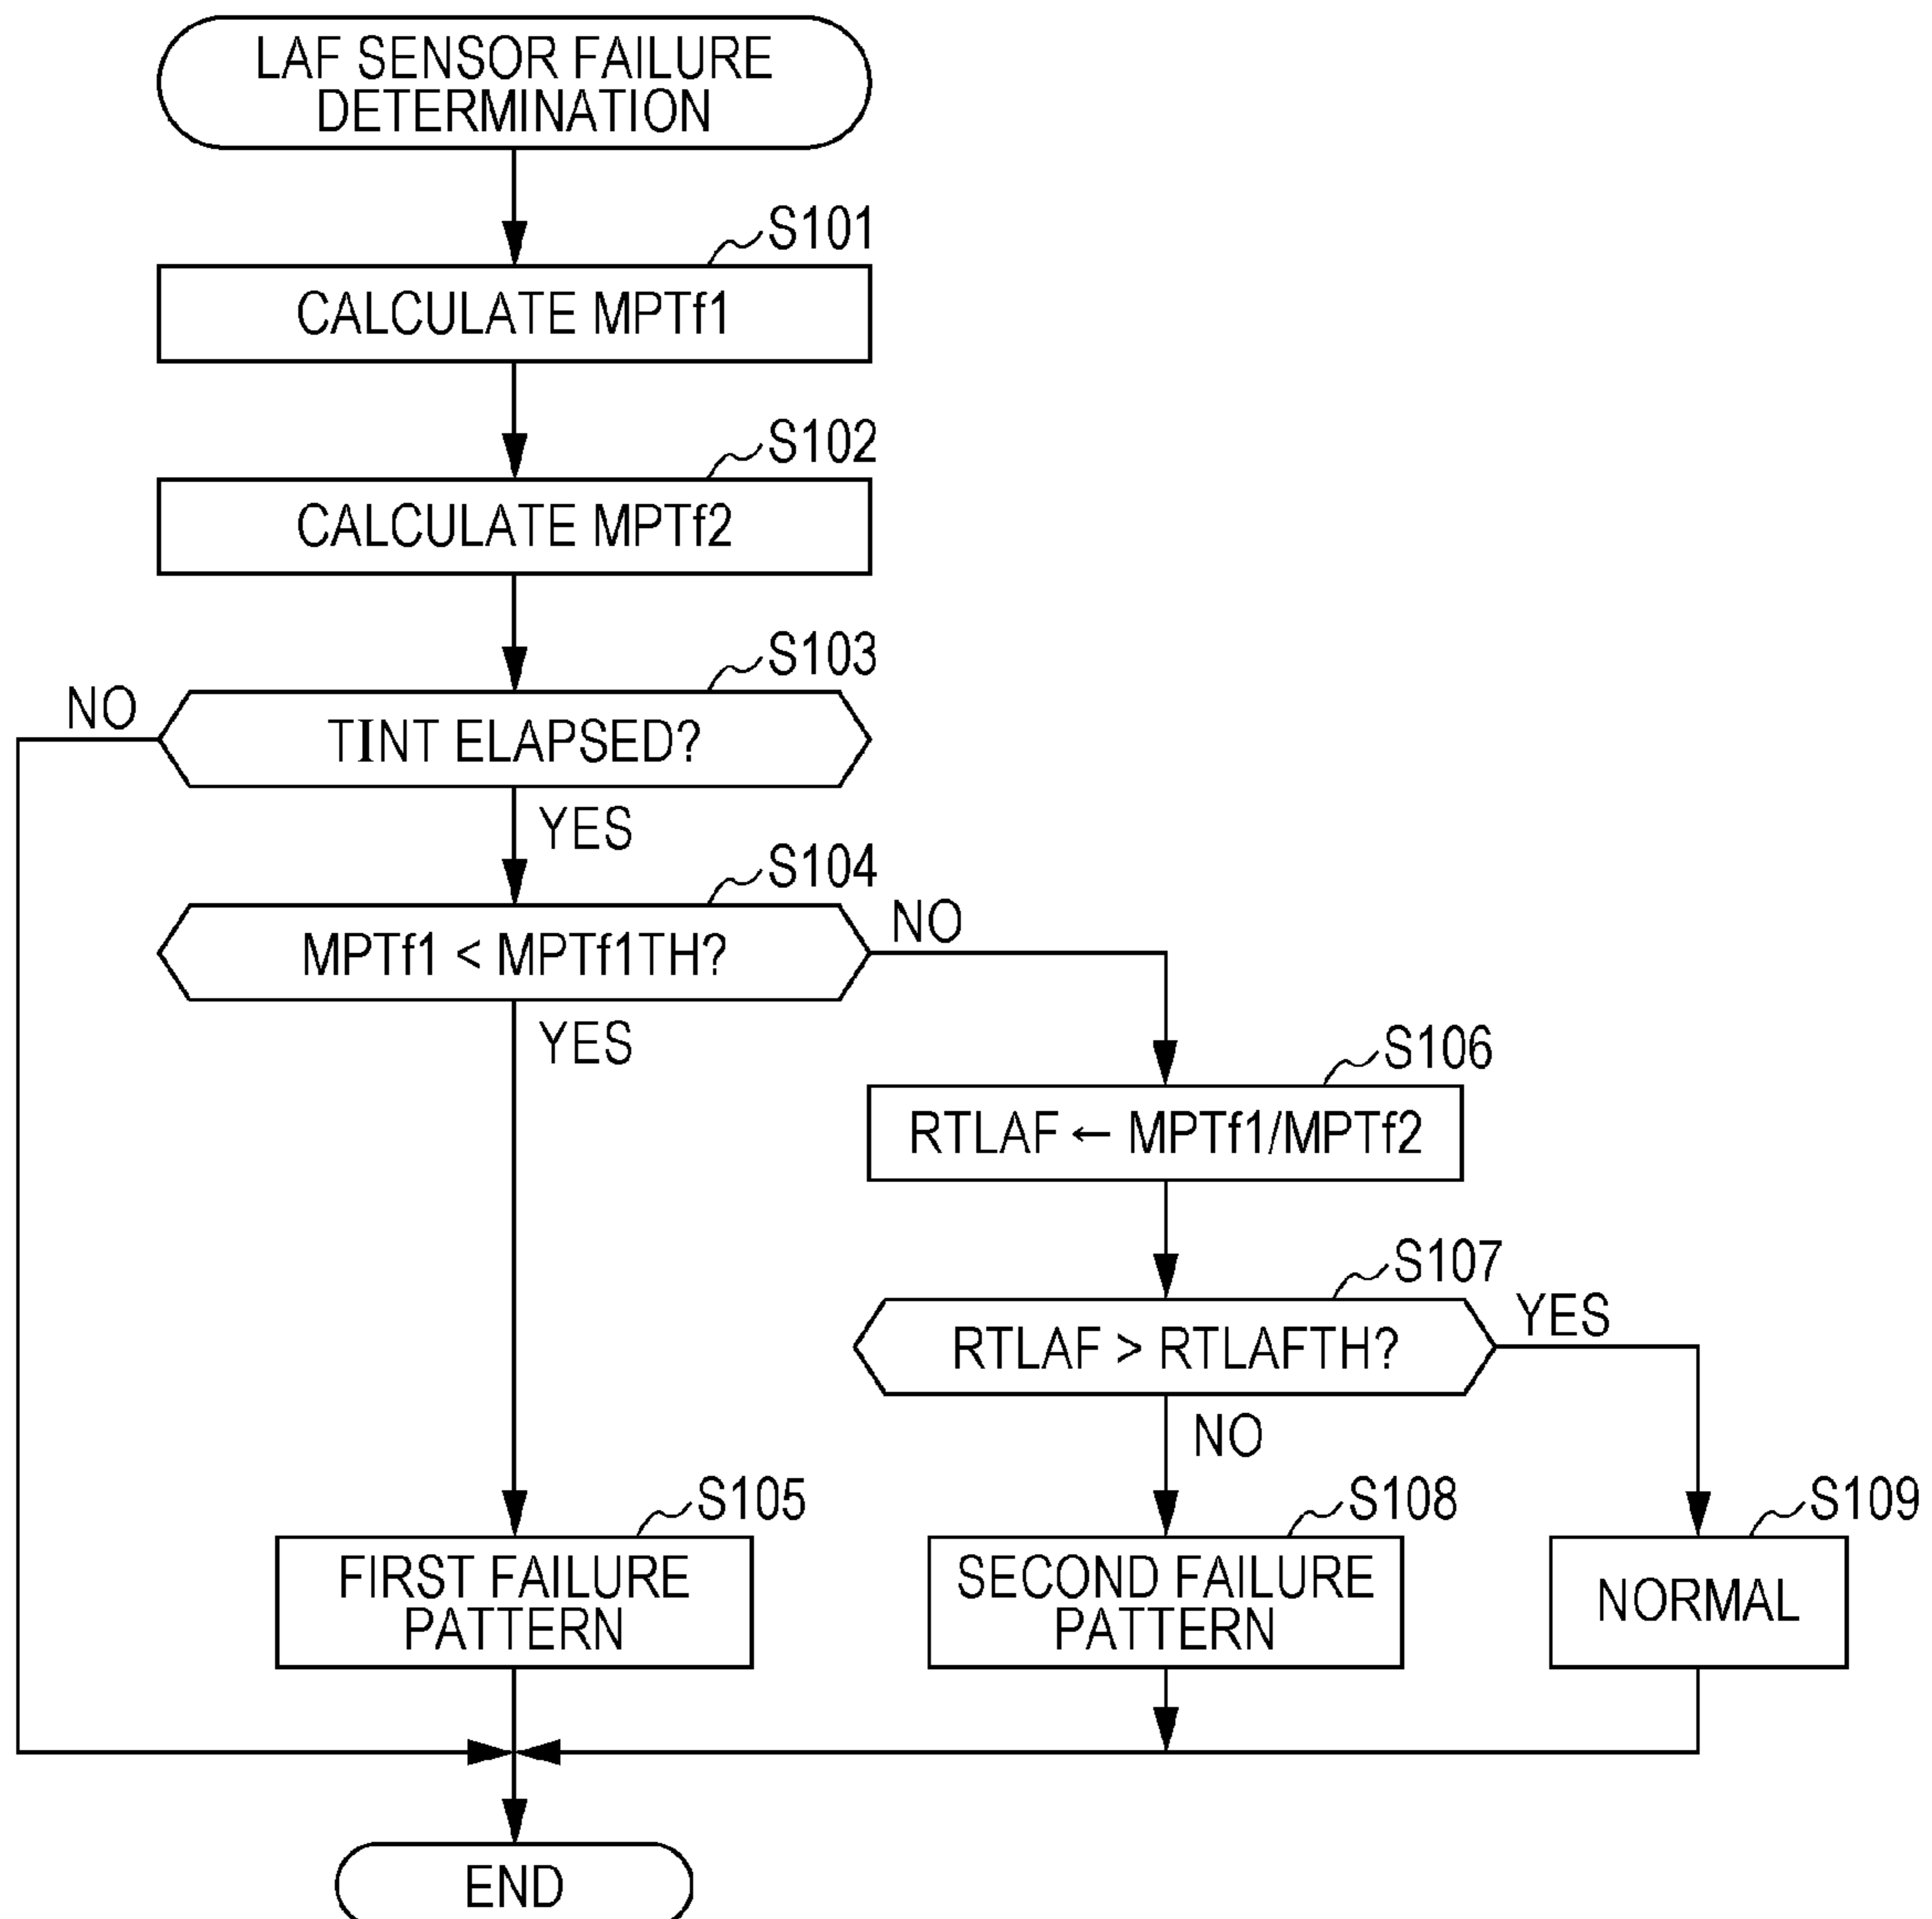 LAF SENSOR FAILURE
DETERMINATION
S101
CALCULATE MPTf1
S102
CALCULATE MPTf2
S103
NO
TINT ELAPSED?
YES
S104
NO
MPTf1 < MPTf1TH?
YES
S106
RTLAF ← MPTf1/MPTf2
S107
YES
RTLAF > RTLAFTH?
NO
S105
S108
S109
FIRST FAILURE
PATTERN
SECOND FAILURE
PATTERN
NORMAL
END